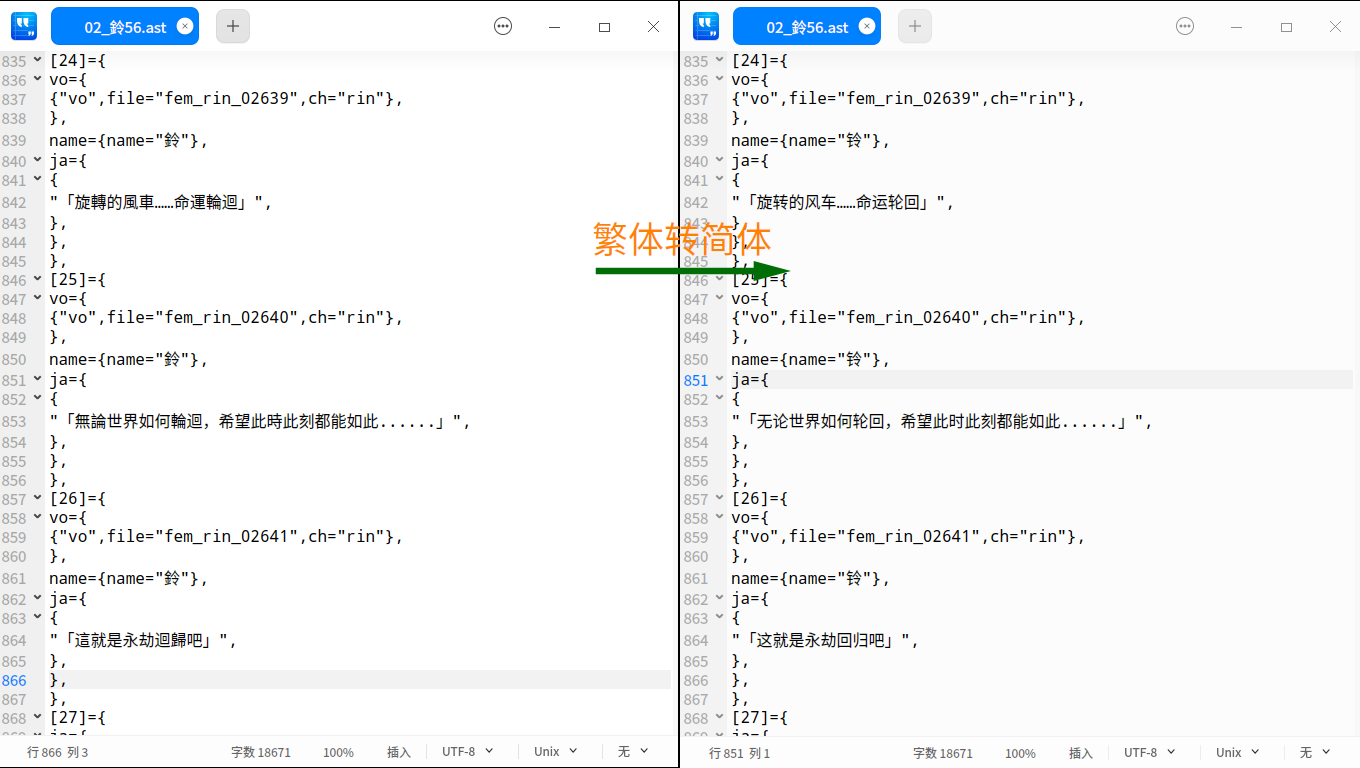 02_鈴56.ast
835 [24]={
836 vo={
837 {"vo",file="fem_rin_02639",ch="rin"},
838 },
839 name={name="鈴"},
840 ja={
841 {
842 "「旋轉的風車……命運輪迴」",
843 },
844 },
845 },
846 [25]={
847 vo={
848 {"vo",file="fem_rin_02640",ch="rin"},
849 },
850 name={name="鈴"},
851 ja={
852 {
853 "「無論世界如何輪迴，希望此時此刻都能如此......」",
854 },
855 },
856 },
857 [26]={
858 vo={
859 {"vo",file="fem_rin_02641",ch="rin"},
860 },
861 name={name="鈴"},
862 ja={
863 {
864 "「這就是永劫迴歸吧」",
865 },
866 },
867 },
868 [27]={
行 866 列 3 字数 18671 100% 插入 UTF-8 Unix 无
繁体转简体
02_鈴56.ast
835 [24]={
836 vo={
837 {"vo",file="fem_rin_02639",ch="rin"},
838 },
839 name={name="铃"},
840 ja={
841 {
842 "「旋转的风车……命运轮回」",
843 },
844 },
845 },
846 [25]={
847 vo={
848 {"vo",file="fem_rin_02640",ch="rin"},
849 },
850 name={name="铃"},
851 ja={
852 {
853 "「无论世界如何轮回，希望此时此刻都能如此......」",
854 },
855 },
856 },
857 [26]={
858 vo={
859 {"vo",file="fem_rin_02641",ch="rin"},
860 },
861 name={name="铃"},
862 ja={
863 {
864 "「这就是永劫回归吧」",
865 },
866 },
867 },
868 [27]={
行 851 列 1 字数 18671 100% 插入 UTF-8 Unix 无